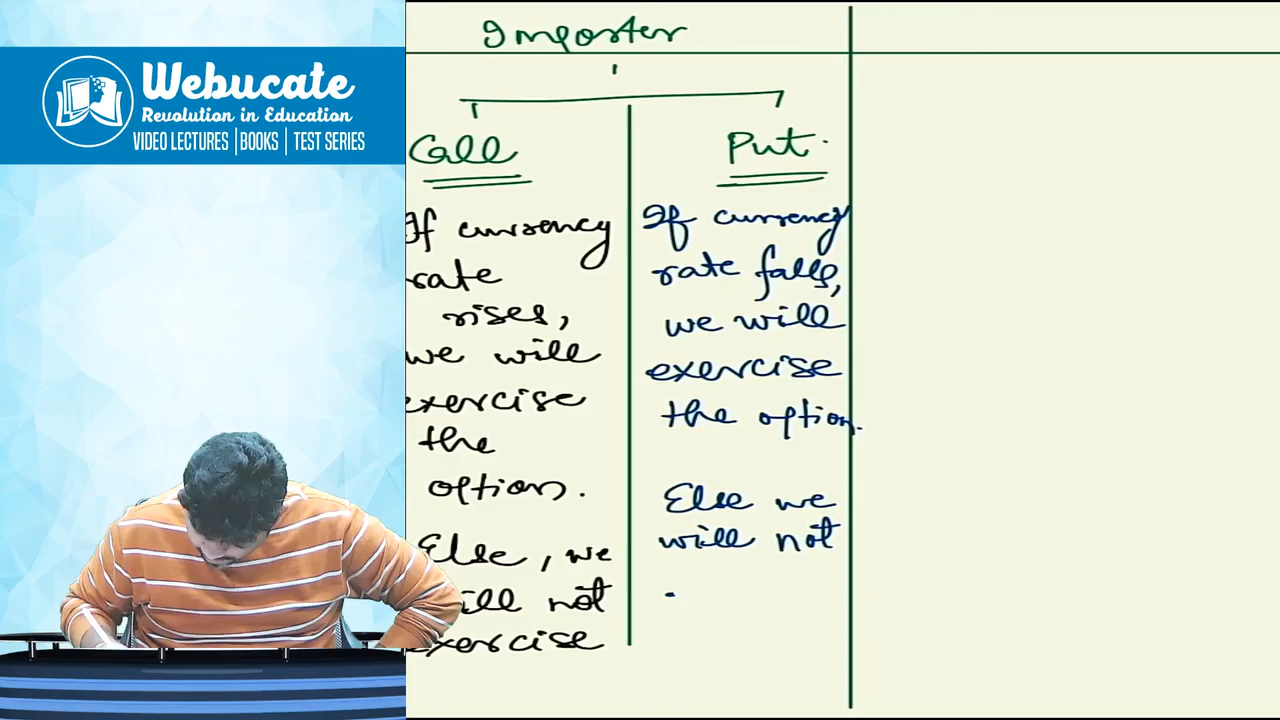 Webucate
Revolution in Education
VIDEO LECTURES | BOOKS | TEST SERIES
Importer
Call
If currency
rate
rises,
we will
exercise
the
option.
Else, we
will not
exercise
Put.
If currency
rate falls,
we will
exercise
the option.
Else we
will not